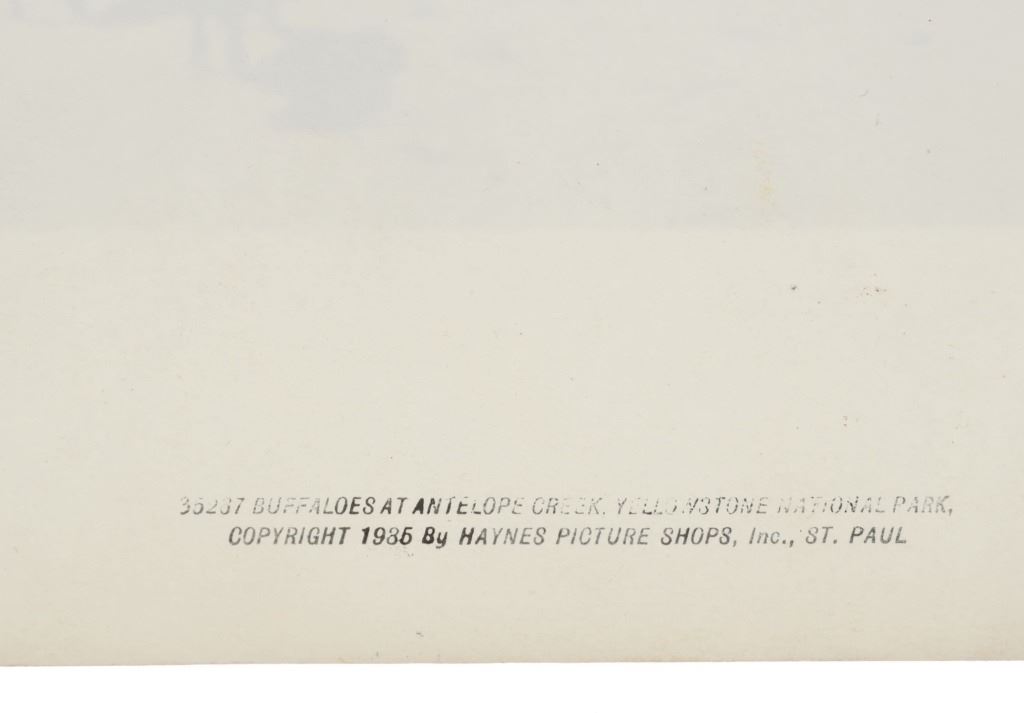 35237 BUFFALOES AT ANTELOPE CREEK. YELLOWSTONE NATIONAL PARK,
COPYRIGHT 1935 By HAYNES PICTURE SHOPS, Inc., ST. PAUL